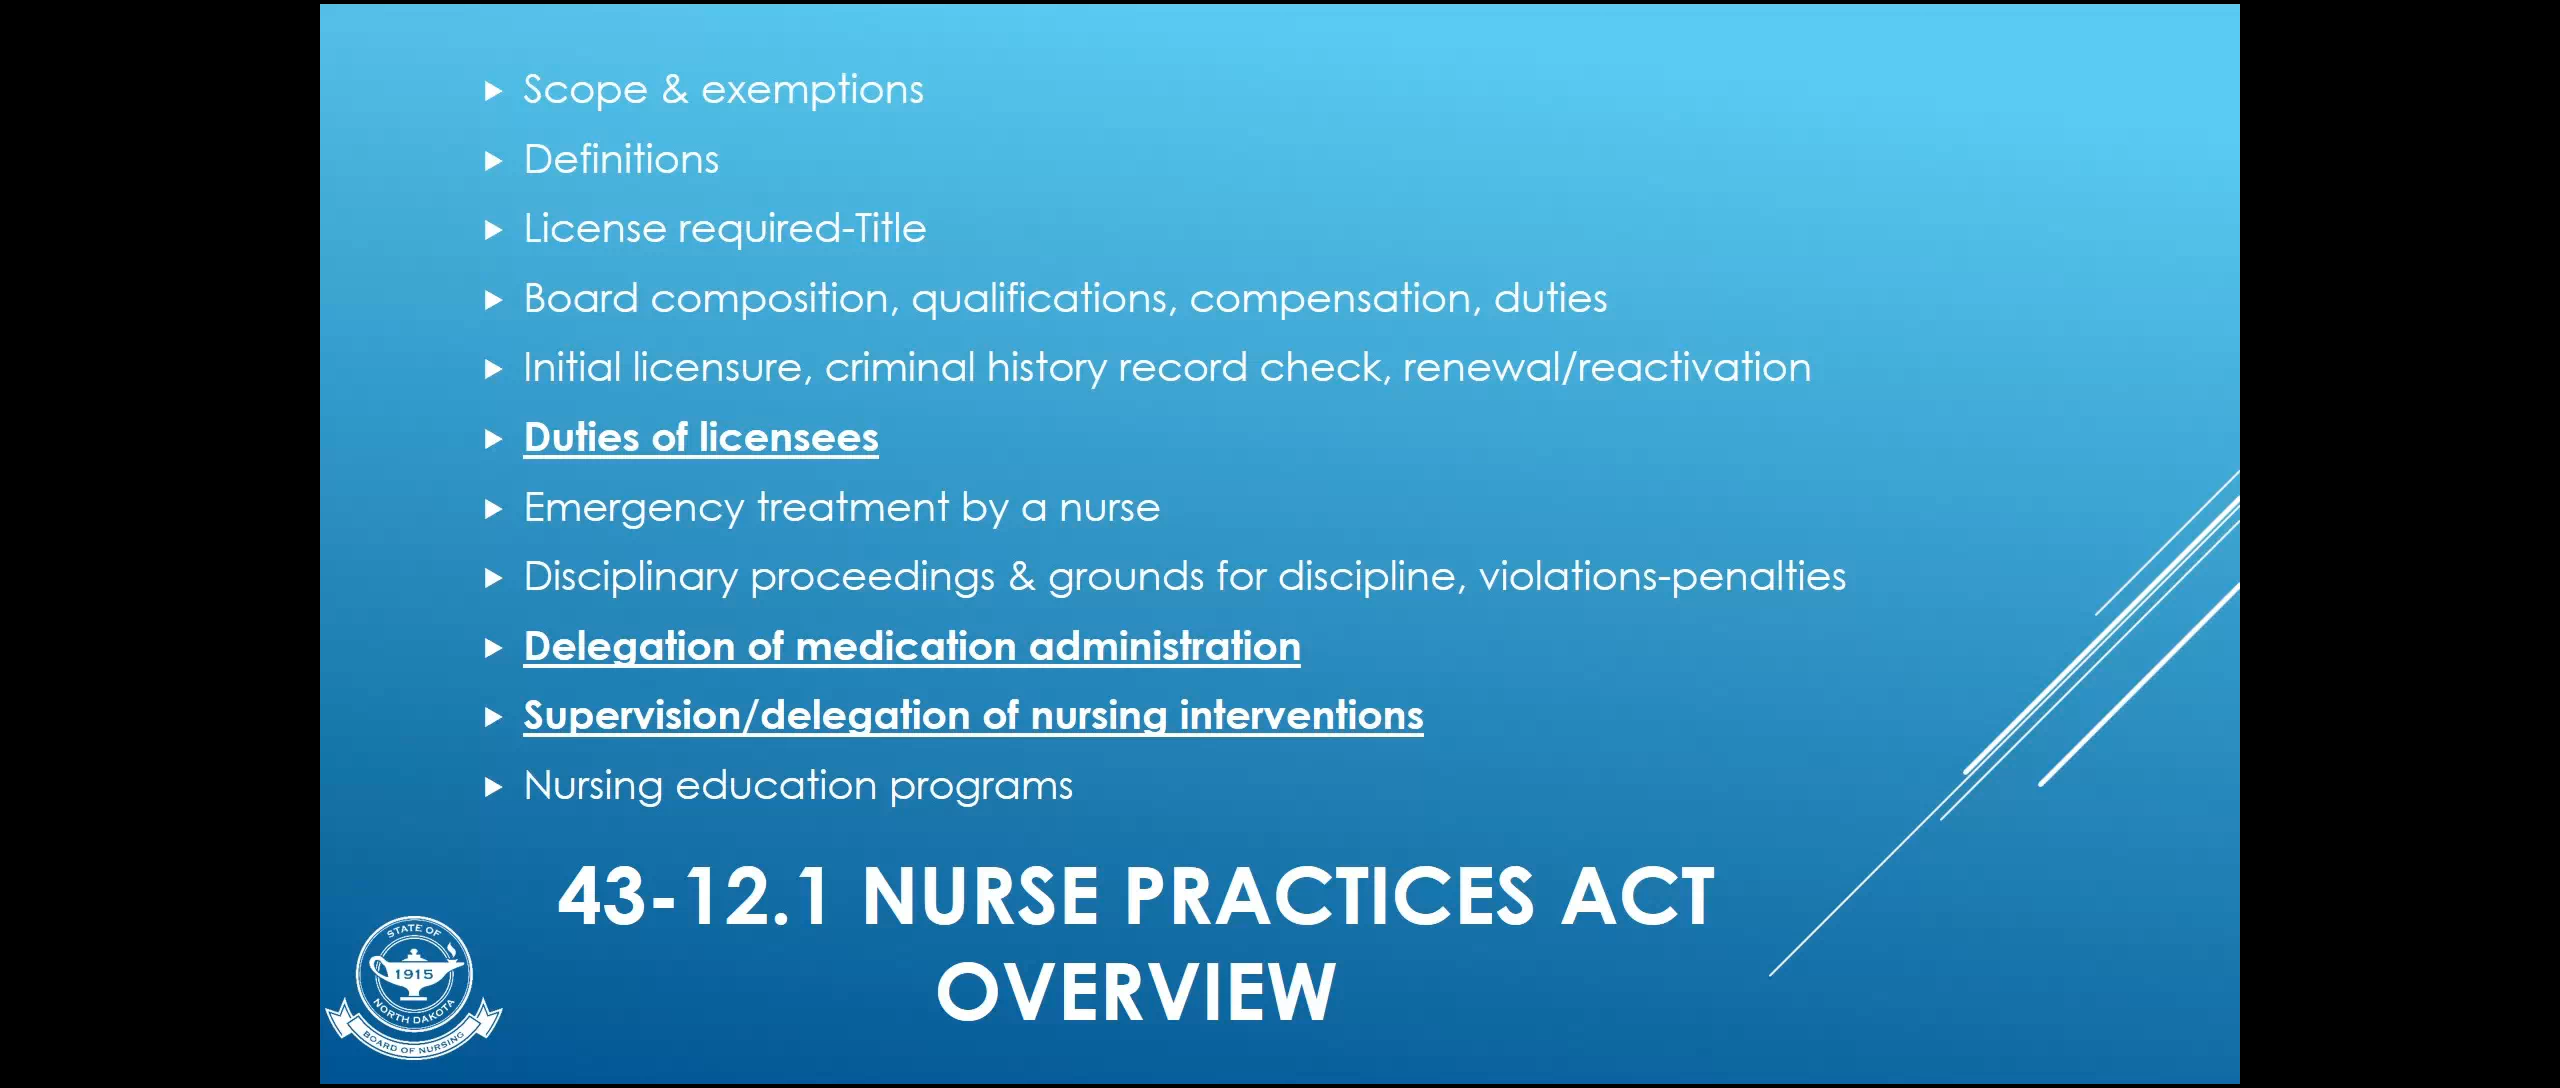 Scope & exemptions
Definitions
License required-Title
Board composition, qualifications, compensation, duties
Initial licensure, criminal history record check, renewal/reactivation
Duties of licensees
Emergency treatment by a nurse
Disciplinary proceedings & grounds for discipline, violations-penalties
Delegation of medication administration
Supervision/delegation of nursing interventions
Nursing education programs
43-12.1 NURSE PRACTICES ACT
OVERVIEW
STATE OF
1915
NORTH DAKOTA
BOARD OF NURSING